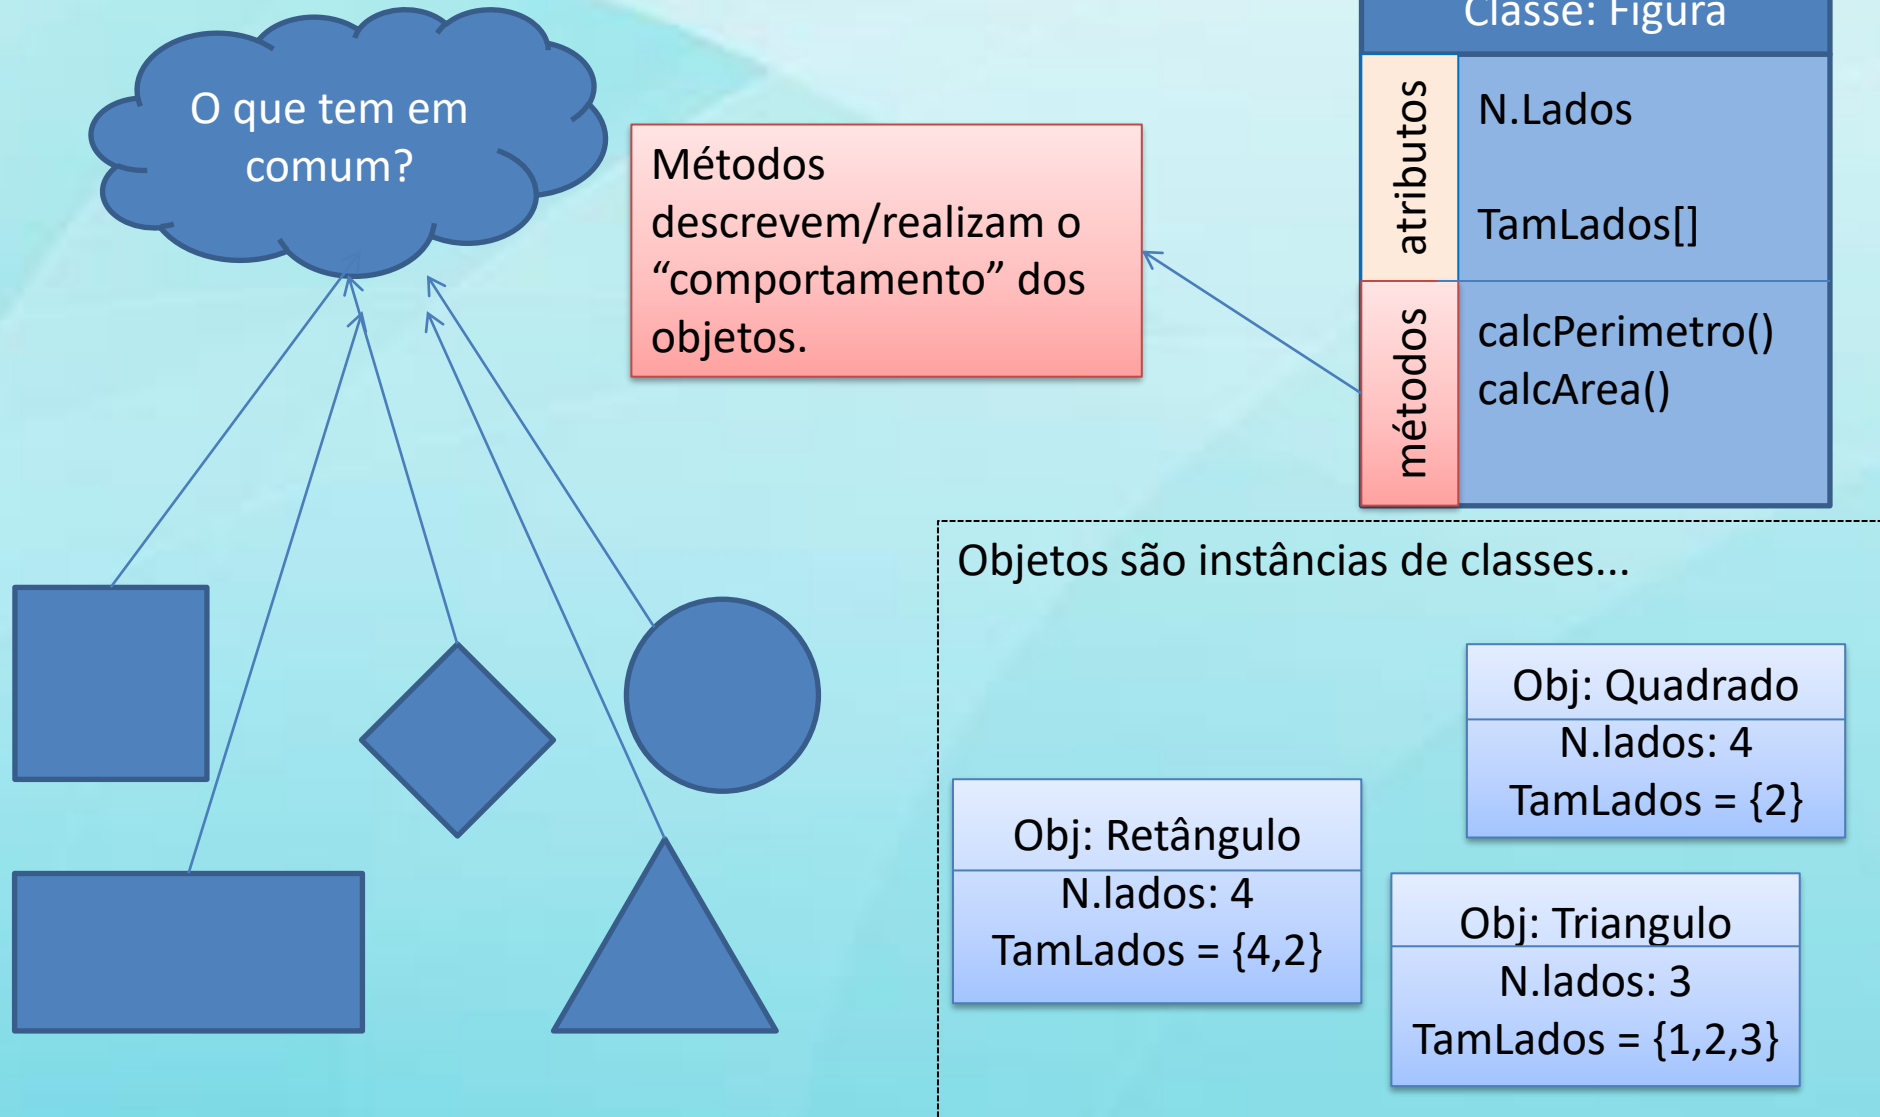 O que tem em
comum?
Métodos
descrevem/realizam o
“comportamento” dos
objetos.
Classe: Figura
atributos
N.Lados
TamLados[]
métodos
calcPerimetro()
calcArea()
Objetos são instâncias de classes...
Obj: Quadrado
N.lados: 4
TamLados = {2}
Obj: Retângulo
N.lados: 4
TamLados = {4,2}
Obj: Triangulo
N.lados: 3
TamLados = {1,2,3}